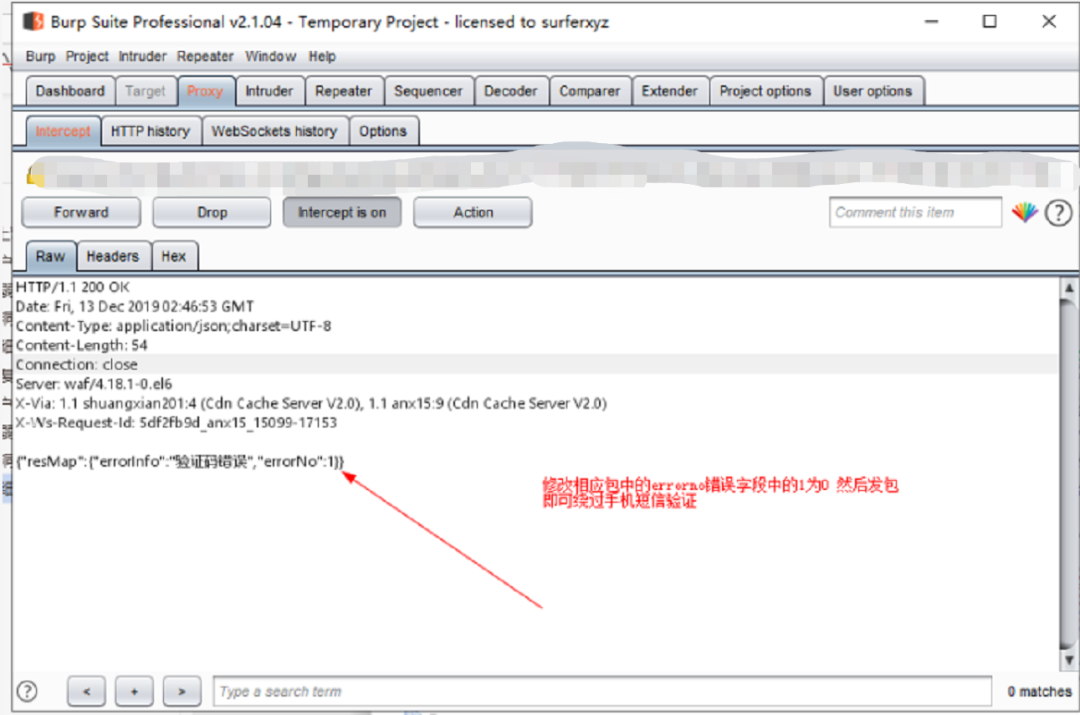 Burp Suite Professional v2.1.04 - Temporary Project - licensed to surferxyz
Burp Project Intruder Repeater Window Help
Dashboard Target Proxy Intruder Repeater Sequencer Decoder Comparer Extender Project options User options
Intercept HTTP history WebSockets history Options
Forward Drop Intercept is on Action Comment this item ?
Raw Headers Hex
HTTP/1.1 200 OK
Date: Fri, 13 Dec 2019 02:46:53 GMT
Content-Type: application/json;charset=UTF-8
Content-Length: 54
Connection: close
Server: waf/4.18.1-0.el6
X-Via: 1.1 shuangxian201:4 (Cdn Cache Server V2.0), 1.1 anx15:9 (Cdn Cache Server V2.0)
X-Ws-Request-Id: 5df2fb9d_anx15_15099-17153
{"resMap":{"errorInfo":"验证码错误","errorNo":1}}
修改相应包中的errorno错误字段中的1为0 然后发包
即可绕过手机短信验证
? < + > Type a search term 0 matches